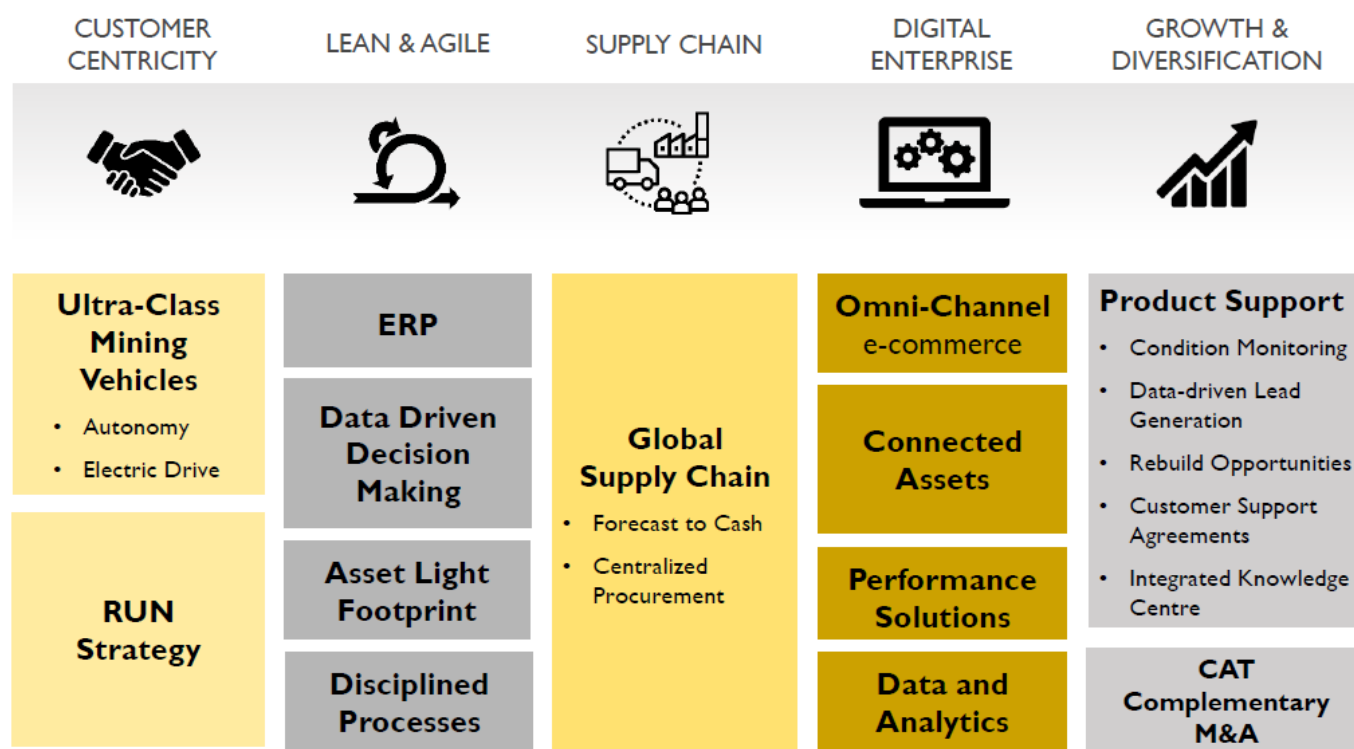 CUSTOMER
CENTRICITY
LEAN & AGILE
SUPPLY CHAIN
DIGITAL
ENTERPRISE
GROWTH &
DIVERSIFICATION
Ultra-Class
Mining
Vehicles
• Autonomy
• Electric Drive
RUN
Strategy
ERP
Data Driven
Decision
Making
Asset Light
Footprint
Disciplined
Processes
Global
Supply Chain
• Forecast to Cash
• Centralized
Procurement
Omni-Channel
e-commerce
Connected
Assets
Performance
Solutions
Data and
Analytics
Product Support
• Condition Monitoring
• Data-driven Lead
Generation
• Rebuild Opportunities
• Customer Support
Agreements
• Integrated Knowledge
Centre
CAT
Complementary
M&A